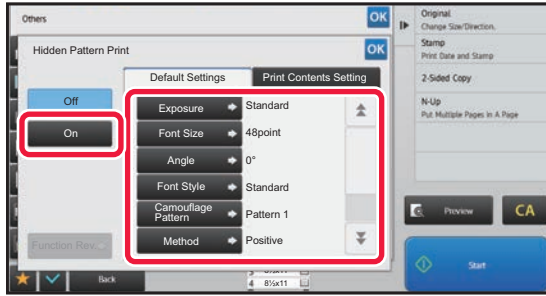 Others
OK
Original
Change Size/Direction.
Hidden Pattern Print
OK
Stamp
Print Date and Stamp
Default Settings
Print Contents Setting
2-Sided Copy
Off
Exposure
Standard
N-Up
Put Multiple Pages in A Page
On
Font Size
48point
Angle
0°
Font Style
Standard
Camouflage
Pattern
Pattern 1
Preview
CA
Function Rev.
Method
Positive
Start
Back
4 8½x11